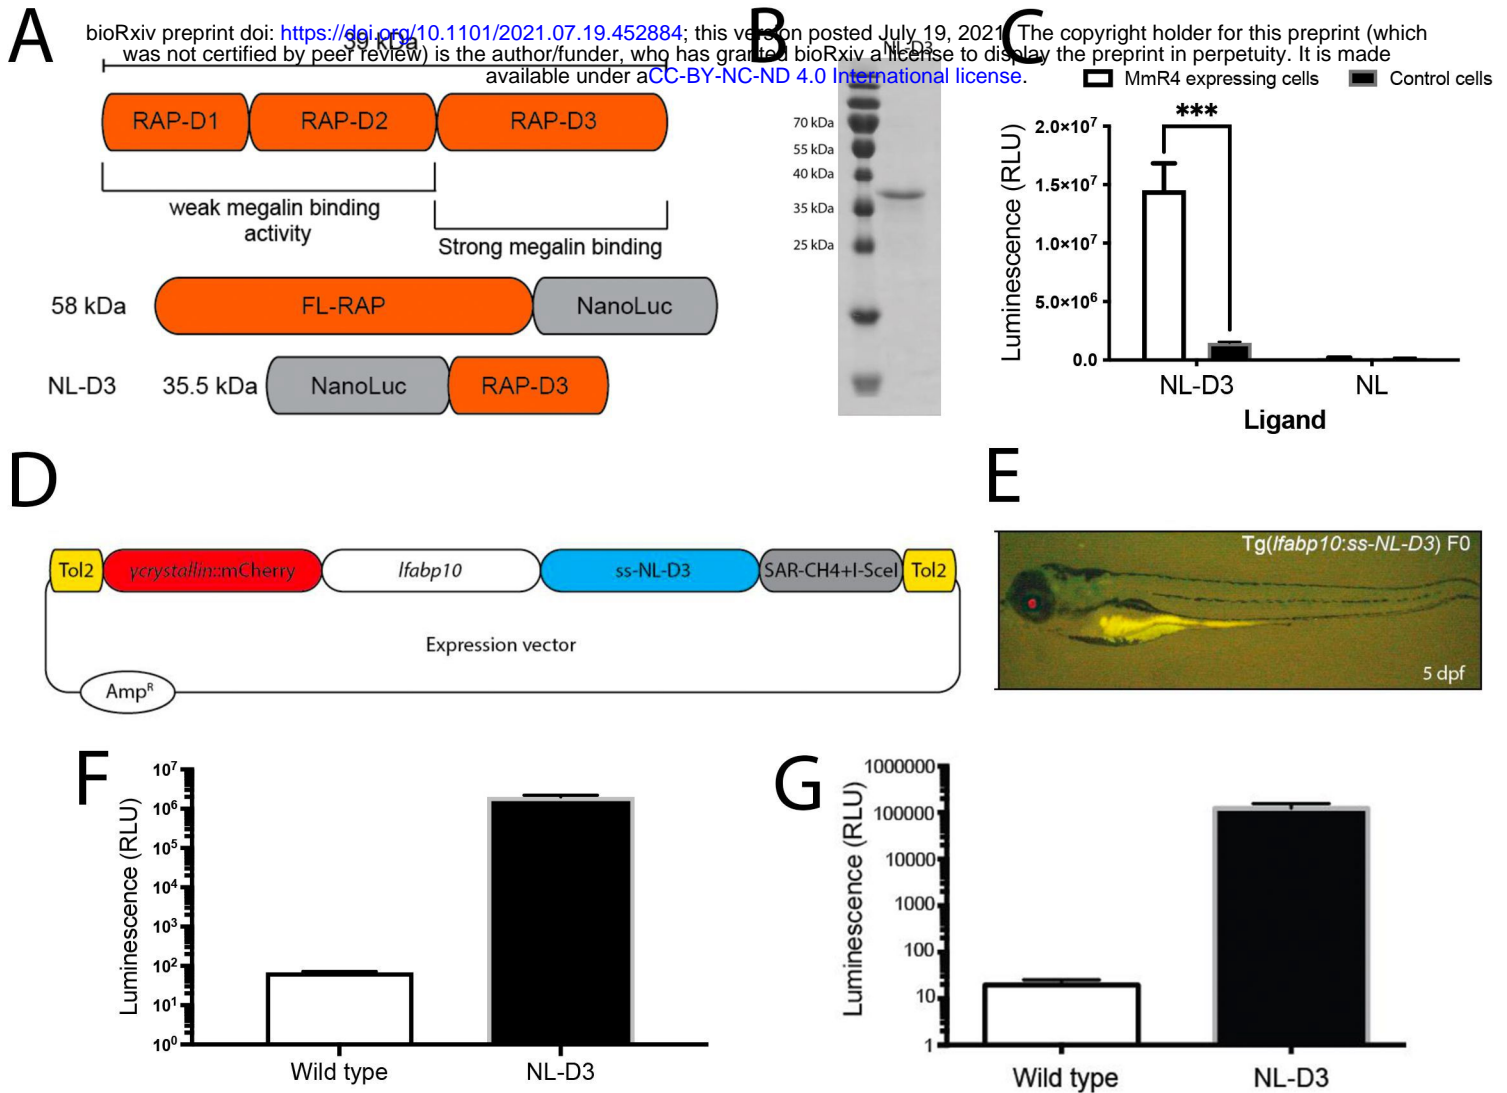 A
B
C
bioRxiv preprint doi: https://doi.org/10.1101/2021.07.19.452884; this version posted July 19, 2021. The copyright holder for this preprint (which
was not certified by peer review) is the author/funder, who has granted bioRxiv a license to display the preprint in perpetuity. It is made
available under aCC-BY-NC-ND 4.0 International license.
39 kDa
RAP-D1
RAP-D2
RAP-D3
weak megalin binding
activity
Strong megalin binding
58 kDa
FL-RAP
NanoLuc
NL-D3
35.5 kDa
NanoLuc
RAP-D3
NL-D3
70 kDa
55 kDa
40 kDa
35 kDa
25 kDa
MmR4 expressing cells
Control cells
***
Luminescence (RLU)
2.0×10⁷
1.5×10⁷
1.0×10⁷
5.0×10⁶
0.0
NL-D3
NL
Ligand
D
Tol2
γcrystallin::mCherry
lfabp10
ss-NL-D3
SAR-CH4+I-SceI
Tol2
Expression vector
Ampᴿ
E
Tg(lfabp10:ss-NL-D3) F0
5 dpf
F
Luminescence (RLU)
10⁷
10⁶
10⁵
10⁴
10³
10²
10¹
10⁰
Wild type
NL-D3
G
Luminescence (RLU)
1000000
100000
10000
1000
100
10
1
Wild type
NL-D3